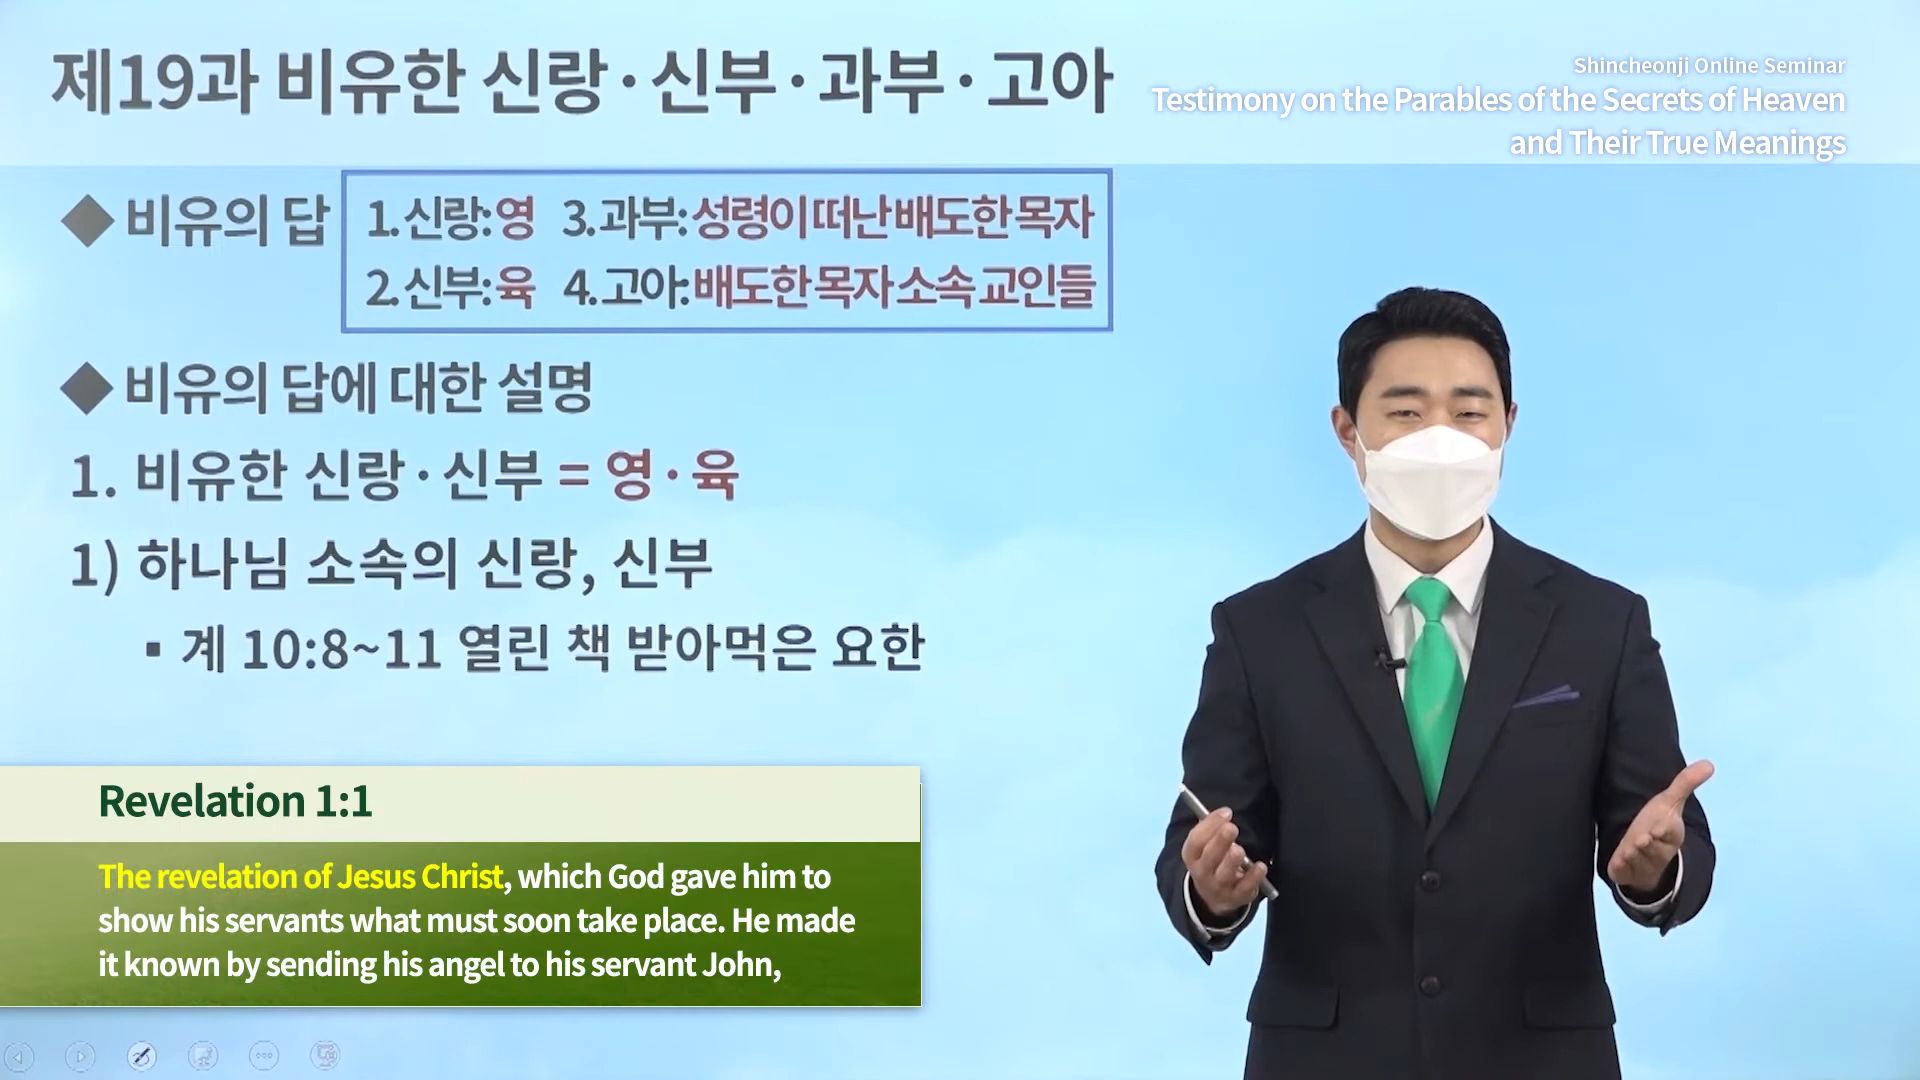 제19과 비유한 신랑·신부·과부·고아
Shincheonji Online Seminar
Testimony on the Parables of the Secrets of Heaven
and Their True Meanings
◆ 비유의 답
1. 신랑: 영 3. 과부: 성령이 떠난 배도한 목자
2. 신부: 육 4. 고아: 배도한 목자 소속 교인들
◆ 비유의 답에 대한 설명
1. 비유한 신랑·신부 = 영·육
1) 하나님 소속의 신랑, 신부
▪ 계 10:8~11 열린 책 받아먹은 요한
Revelation 1:1
The revelation of Jesus Christ, which God gave him to
show his servants what must soon take place. He made
it known by sending his angel to his servant John,